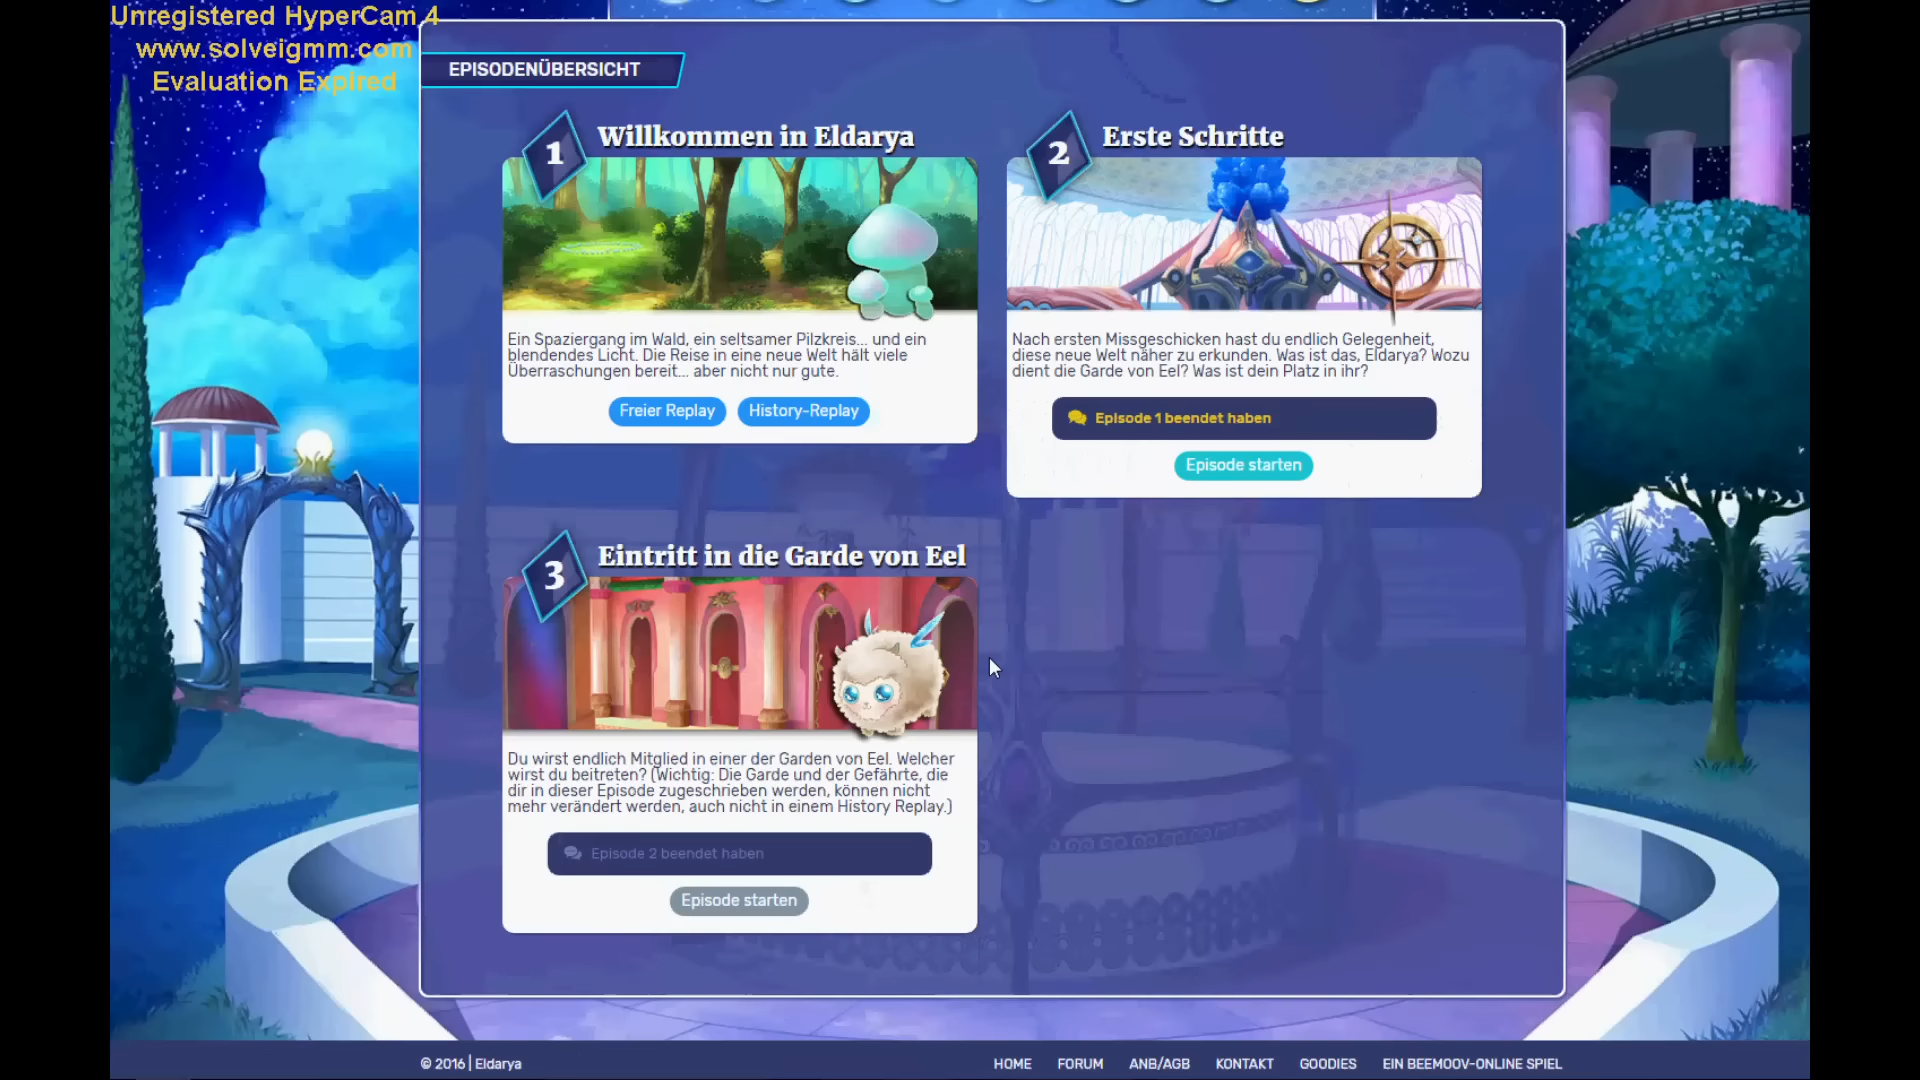 Unregistered HyperCam 4
www.solveigmm.com
Evaluation Expired
EPISODENÜBERSICHT
1
Willkommen in Eldarya
Ein Spaziergang im Wald, ein seltsamer Pilzkreis... und ein
blendendes Licht. Die Reise in eine neue Welt hält viele
Überraschungen bereit... aber nicht nur gute.
Freier Replay
History-Replay
2
Erste Schritte
Nach ersten Missgeschicken hast du endlich Gelegenheit,
diese neue Welt näher zu erkunden. Was ist das, Eldarya? Wozu
dient die Garde von Eel? Was ist dein Platz in ihr?
Episode 1 beendet haben
Episode starten
3
Eintritt in die Garde von Eel
Du wirst endlich Mitglied in einer der Garden von Eel. Welcher
wirst du beitreten? (Wichtig: Die Garde und der Gefährte, die
dir in dieser Episode zugeschrieben werden, können nicht
mehr verändert werden, auch nicht in einem History Replay.)
Episode 2 beendet haben
Episode starten
© 2016 | Eldarya
HOME FORUM ANB/AGB KONTAKT GOODIES EIN BEEMOOV-ONLINE SPIEL